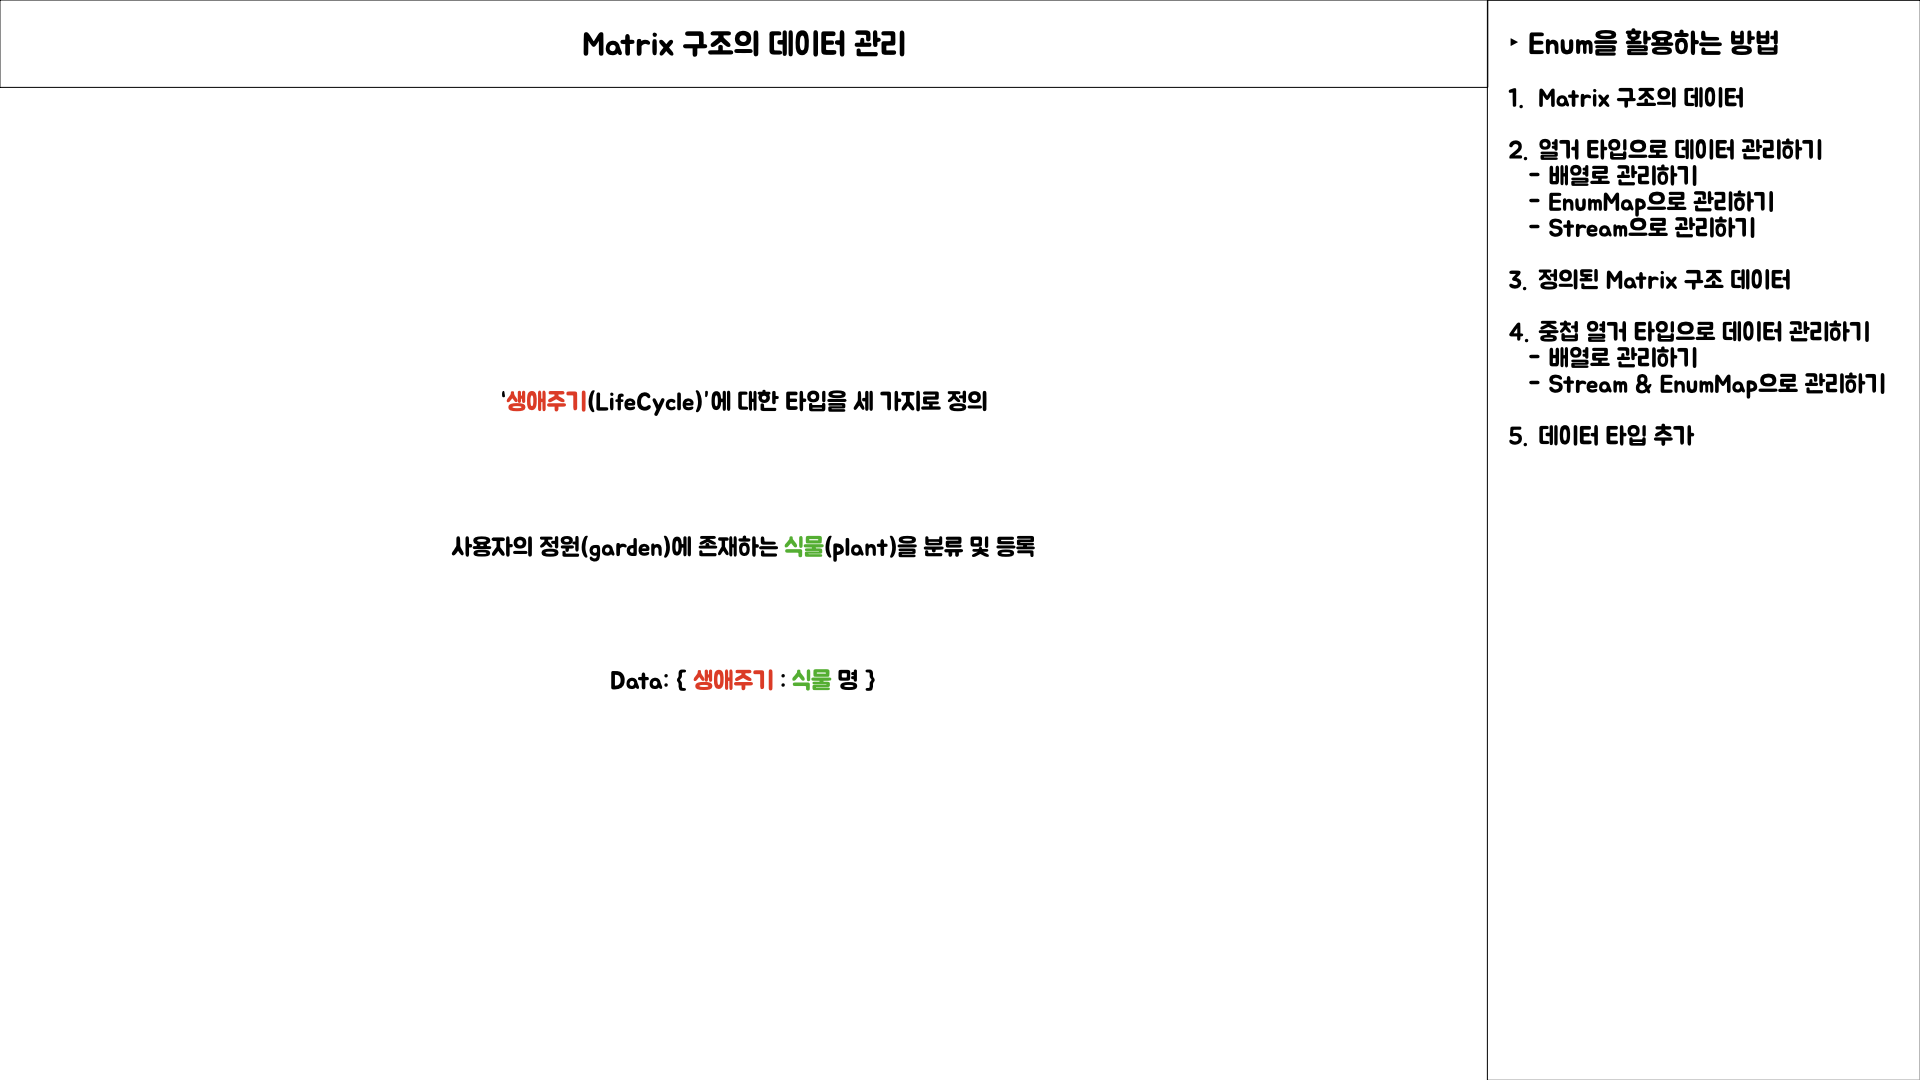 Matrix 구조의 데이터 관리
‘생애주기(LifeCycle)’에 대한 타입을 세 가지로 정의
사용자의 정원(garden)에 존재하는 식물(plant)을 분류 및 등록
Data: { 생애주기 : 식물 명 }
‣ Enum을 활용하는 방법
1. Matrix 구조의 데이터
2. 열거 타입으로 데이터 관리하기
- 배열로 관리하기
- EnumMap으로 관리하기
- Stream으로 관리하기
3. 정의된 Matrix 구조 데이터
4. 중첩 열거 타입으로 데이터 관리하기
- 배열로 관리하기
- Stream & EnumMap으로 관리하기
5. 데이터 타입 추가